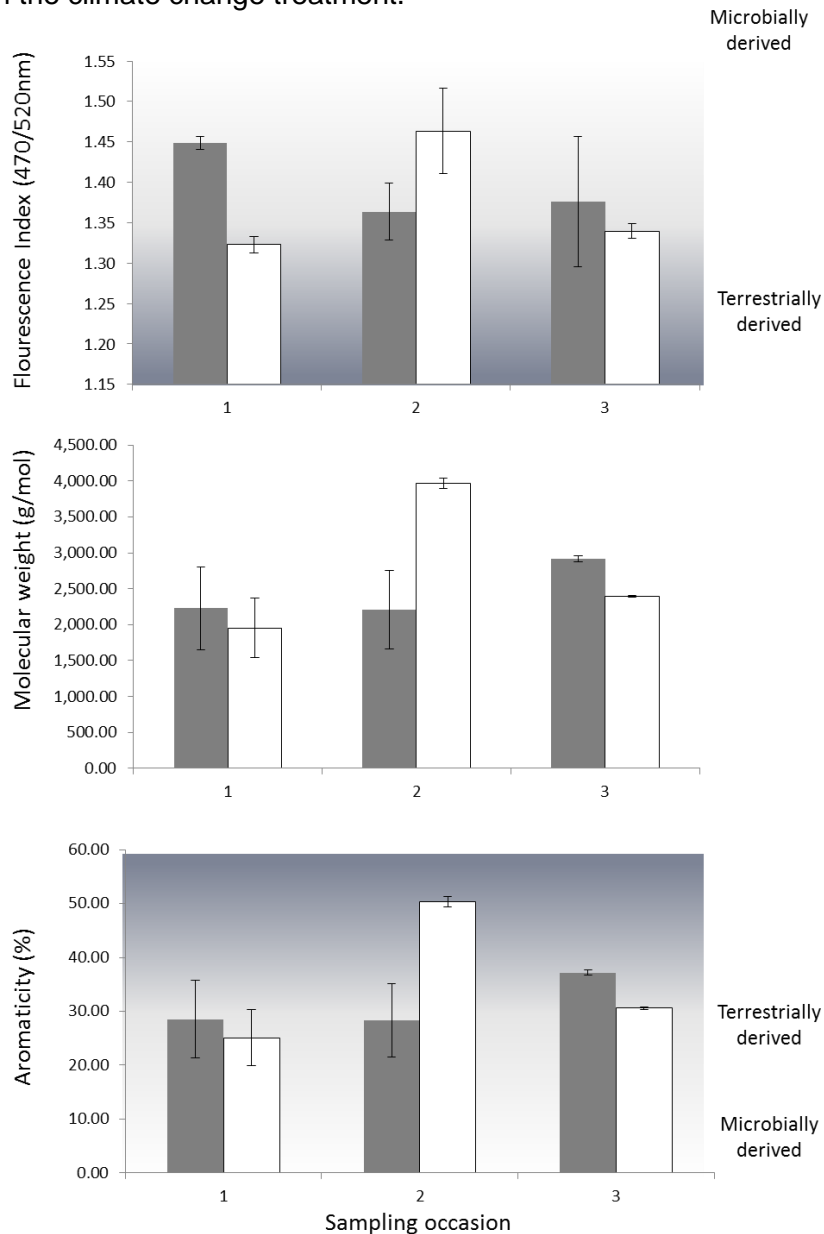 n the climate change treatment.
Microbially
derived
Flourescence Index (470/520nm)
1.55
1.50
1.45
1.40
1.35
1.30
1.25
1.20
1.15
1
2
3
Terrestrially
derived
Molecular weight (g/mol)
4,500.00
4,000.00
3,500.00
3,000.00
2,500.00
2,000.00
1,500.00
1,000.00
500.00
0.00
1
2
3
Aromaticity (%)
60.00
50.00
40.00
30.00
20.00
10.00
0.00
1
2
3
Terrestrially
derived
Microbially
derived
Sampling occasion